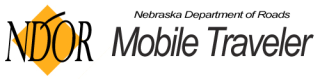 NDOR
Nebraska Department of Roads
Mobile Traveler